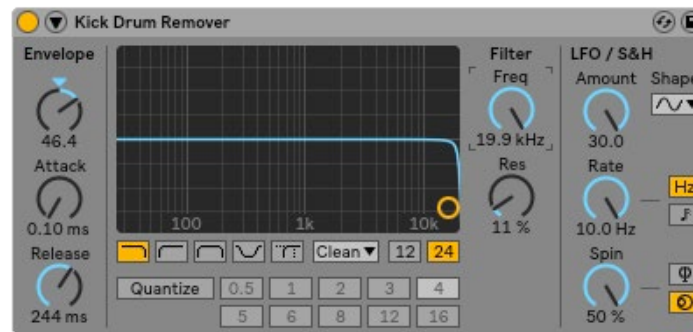 Kick Drum Remover
Envelope
46.4
Attack
0.10 ms
Release
244 ms
100 1k 10k
Clean 12 24
Quantize 0.5 1 2 3 4
5 6 8 12 16
Filter
Freq
19.9 kHz
Res
11 %
LFO / S&H
Amount Shape
30.0
Rate
Hz
10.0 Hz
Spin
50 %